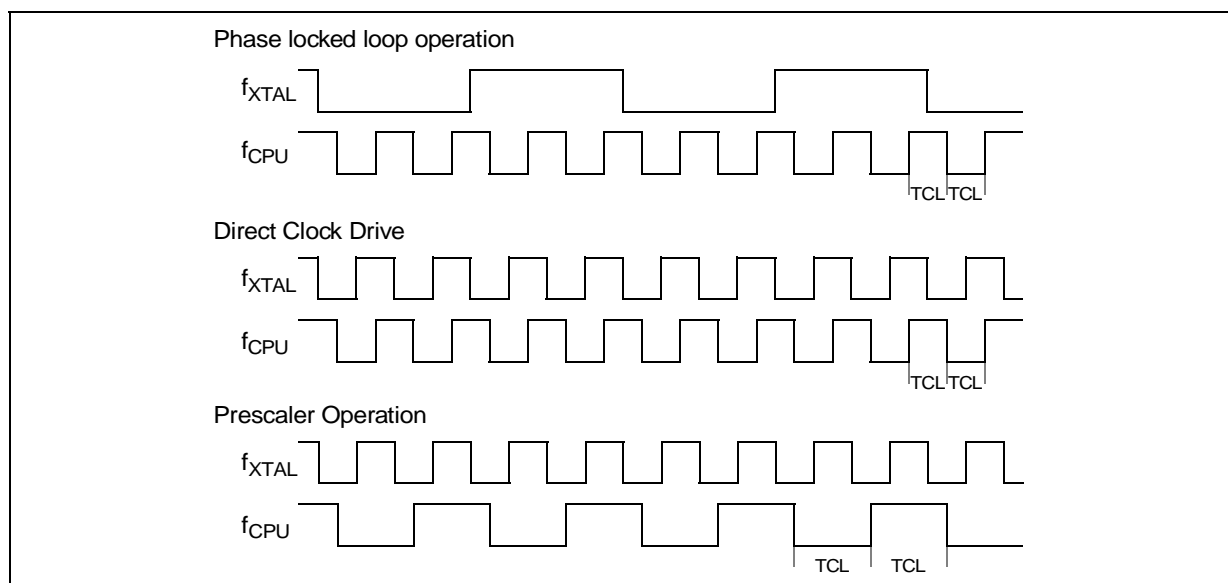 Phase locked loop operation
fXTAL
fCPU
TCL TCL
Direct Clock Drive
fXTAL
fCPU
TCL TCL
Prescaler Operation
fXTAL
fCPU
TCL TCL